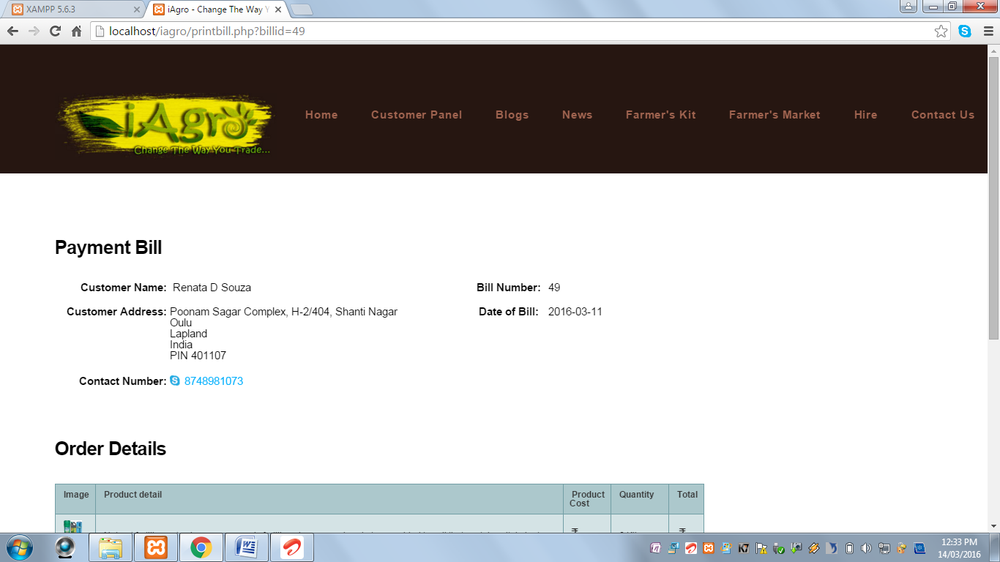 XAMPP 5.6.3
iAgro - Change The Way Y
localhost/iagro/printbill.php?billid=49
iAgro
Change The Way You Trade...
Home Customer Panel Blogs News Farmer's Kit Farmer's Market Hire Contact Us
Payment Bill
Customer Name: Renata D Souza
Bill Number: 49
Customer Address: Poonam Sagar Complex, H-2/404, Shanti Nagar
Oulu
Lapland
India
PIN 401107
Date of Bill: 2016-03-11
Contact Number: 8748981073
Order Details
Image Product detail Product Cost Quantity Total
₹ ₹
12:33 PM
14/03/2016